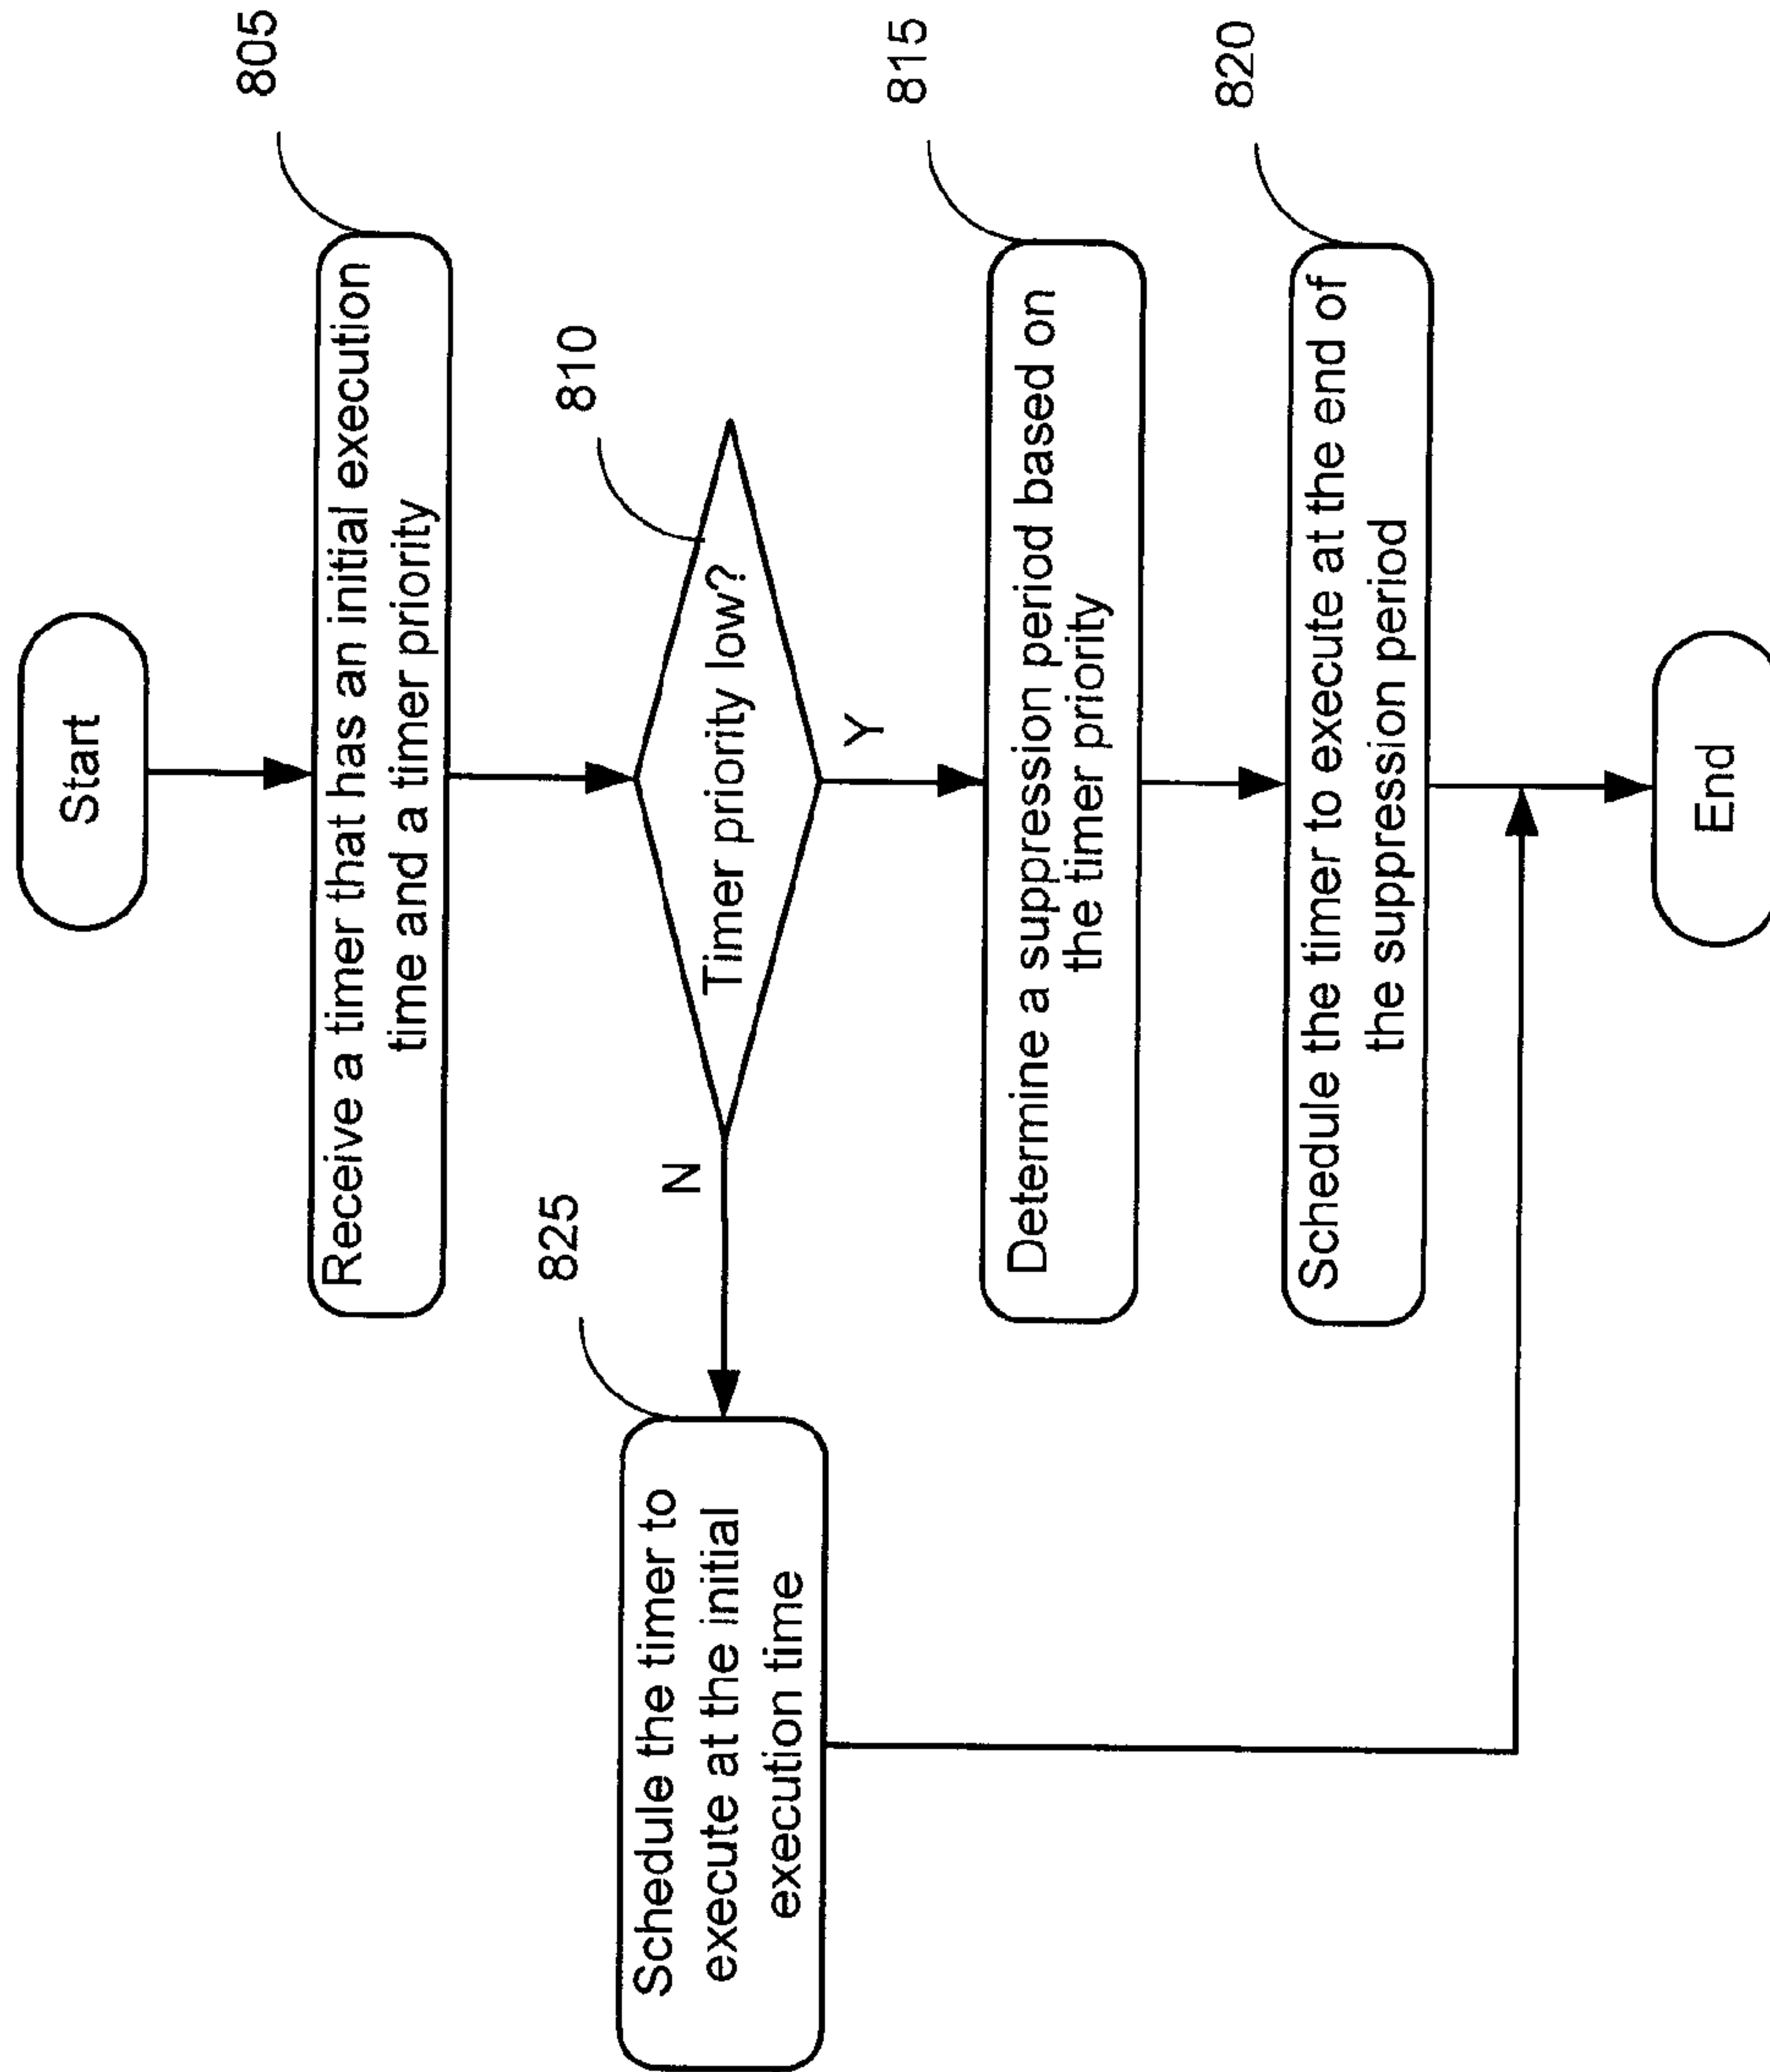 Start
805
Receive a timer that has an initial execution
time and a timer priority
810
Timer priority low?
N
Y
825
Schedule the timer to
execute at the initial
execution time
815
Determine a suppression period based on
the timer priority
820
Schedule the timer to execute at the end of
the suppression period
End